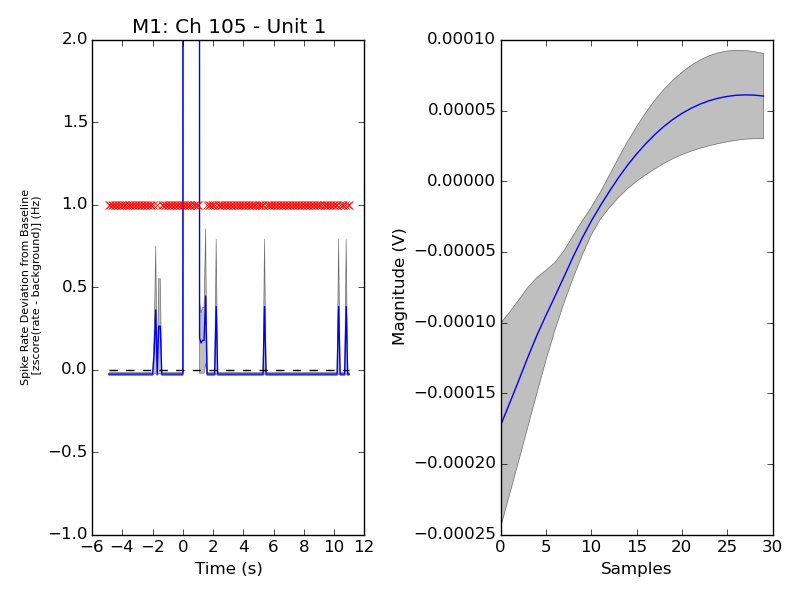 M1: Ch 105 - Unit 1
2.0
1.5
1.0
0.5
0.0
−0.5
−1.0
Spike Rate Deviation from Baseline
[zscore(rate - background)] (Hz)
−6 −4 −2 0 2 4 6 8 10 12
Time (s)
0.00010
0.00005
0.00000
−0.00005
−0.00010
−0.00015
−0.00020
−0.00025
Magnitude (V)
0 5 10 15 20 25 30
Samples